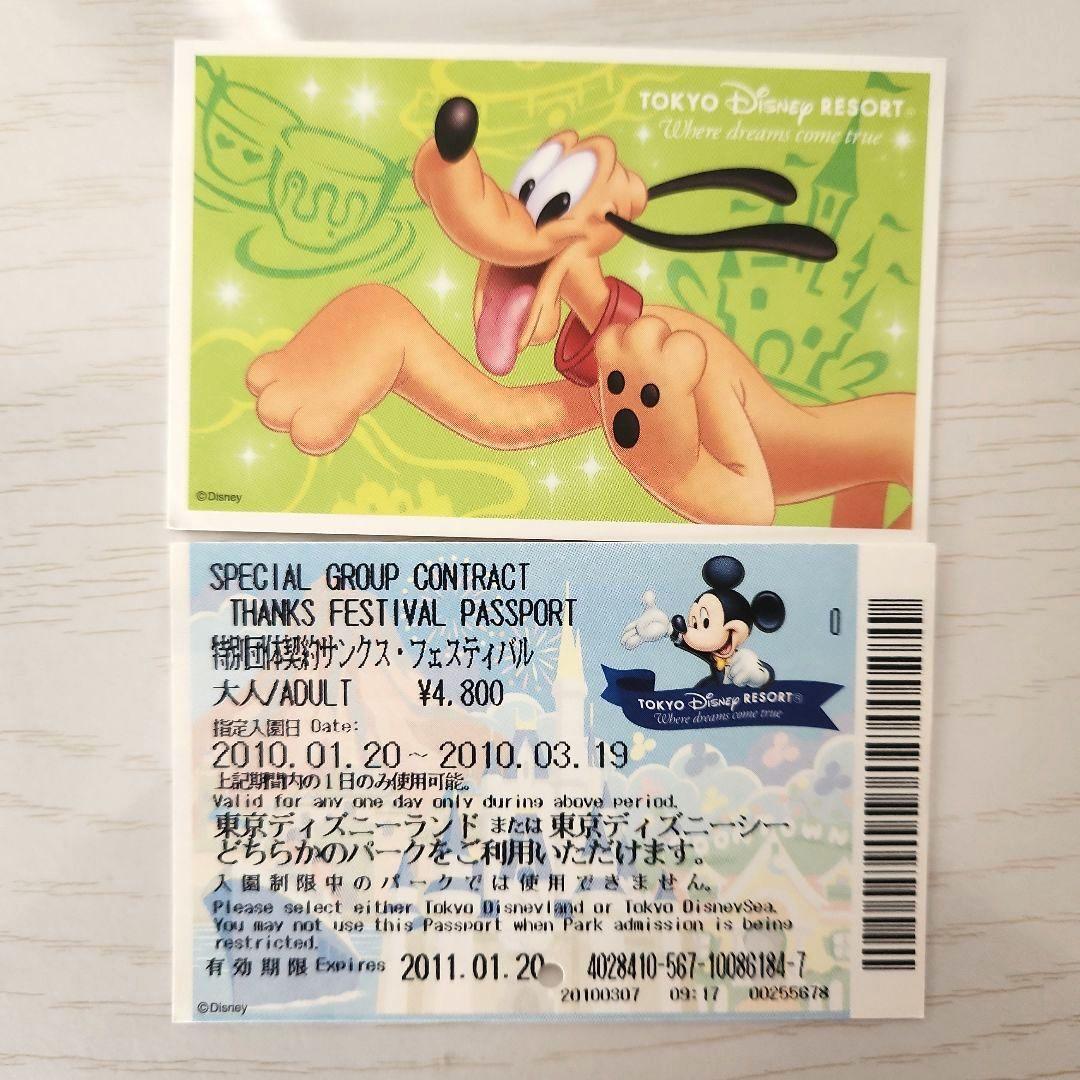 TOKYO Disney RESORT®
Where dreams come true
©Disney
SPECIAL GROUP CONTRACT
THANKS FESTIVAL PASSPORT
特別団体契約サンクス・フェスティバル
大人/ADULT ¥4,800
指定入園日 Date:
2010.01.20~2010.03.19
上記期間内の1日のみ使用可能。
Valid for any one day only during above period.
東京ディズニーランド または 東京ディズニーシー
どちらかのパークをご利用いただけます。
入園制限中のパークでは使用できません。
Please select either Tokyo Disneyland or Tokyo DisneySea.
You may not use this Passport when Park admission is being
restricted.
有効期限 Expires 2011.01.20 4028410-567-10086184-7
20100307 09:17 00255678
©Disney
TOKYO Disney RESORT®
Where dreams come true
0